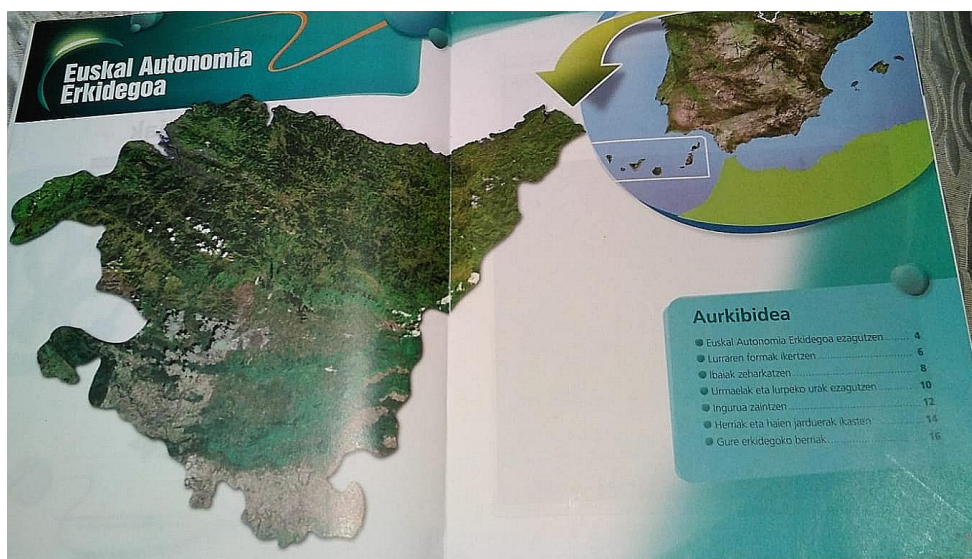 Euskal Autonomia
Erkidegoa
Aurkibidea
Euskal Autonomia Erkidegoa ezagutzen 4
Lurraren formak ikertzen 6
Ibaiak zeharkatzen 8
Urmaelak eta lurpeko urak ezagutzen 10
Ingurua zaintzen 12
Herriak eta haien jarduerak ikasten 14
Gure erkidegoko berriak 16